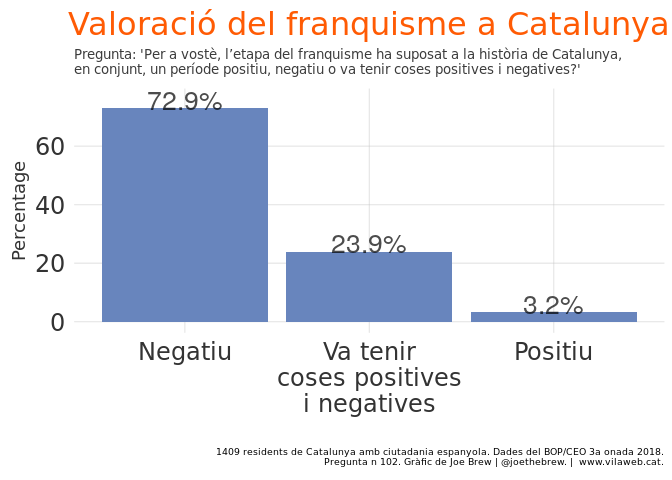 Valoració del franquisme a Catalunya
Pregunta: 'Per a vostè, l’etapa del franquisme ha suposat a la història de Catalunya,
en conjunt, un període positiu, negatiu o va tenir coses positives i negatives?'
Percentage
60
40
20
0
72.9%
23.9%
3.2%
Negatiu
Va tenir
coses positives
i negatives
Positiu
1409 residents de Catalunya amb ciutadania espanyola. Dades del BOP/CEO 3a onada 2018.
Pregunta n 102. Gràfic de Joe Brew | @joethebrew. | www.vilaweb.cat.